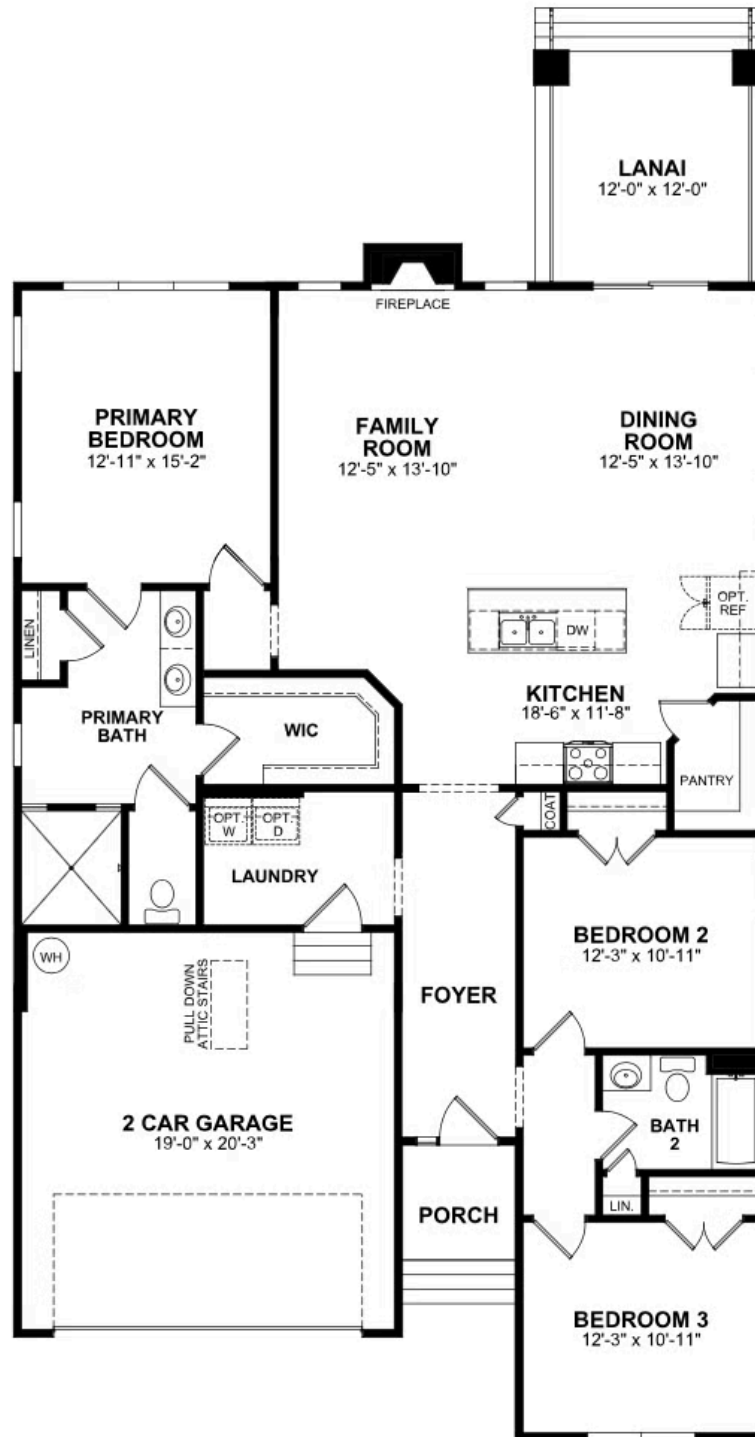 LANAI
12'-0" x 12'-0"
FIREPLACE
PRIMARY
BEDROOM
12'-11" x 15'-2"
FAMILY
ROOM
12'-5" x 13'-10"
DINING
ROOM
12'-5" x 13'-10"
LINEN
OPT.
REF
DW
PRIMARY
BATH
WIC
KITCHEN
18'-6" x 11'-8"
PANTRY
OPT.
W
OPT.
D
COAT
LAUNDRY
BEDROOM 2
12'-3" x 10'-11"
WH
PULL DOWN
ATTIC STAIRS
FOYER
2 CAR GARAGE
19'-0" x 20'-3"
BATH
2
LIN.
PORCH
BEDROOM 3
12'-3" x 10'-11"